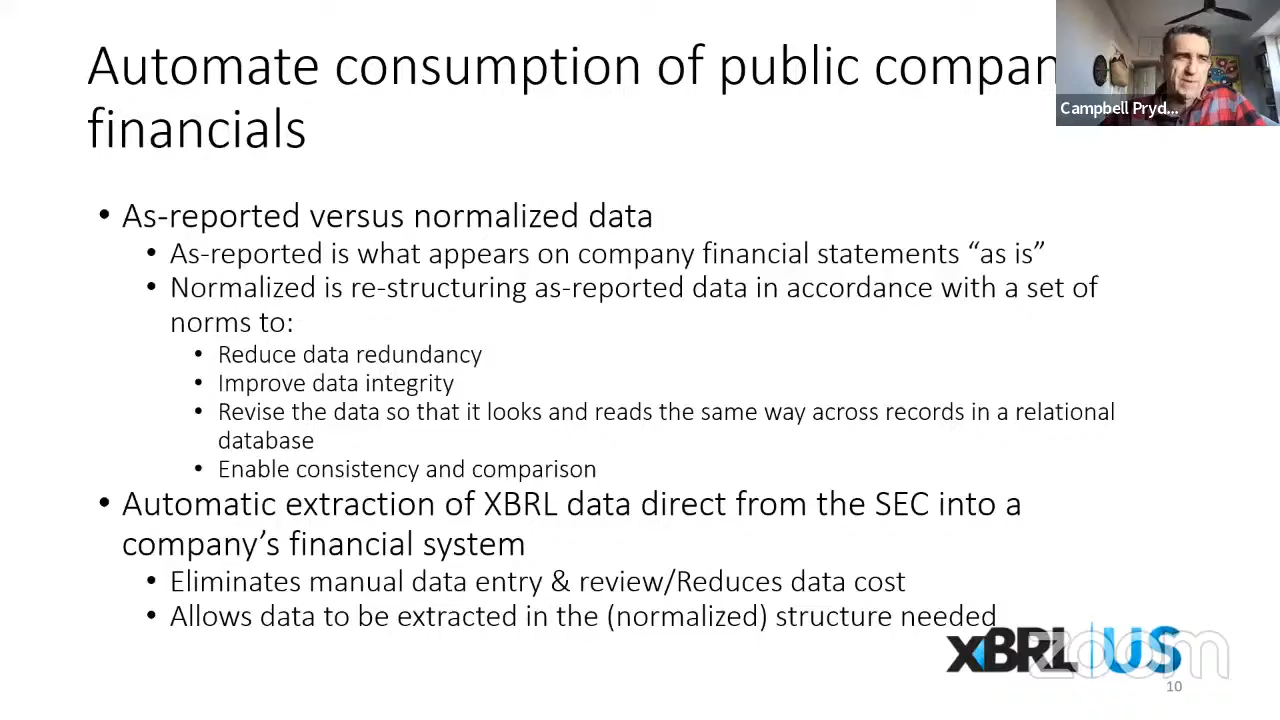 Automate consumption of public compan
financials
Campbell Pryd...
• As-reported versus normalized data
• As-reported is what appears on company financial statements “as is”
• Normalized is re-structuring as-reported data in accordance with a set of
norms to:
• Reduce data redundancy
• Improve data integrity
• Revise the data so that it looks and reads the same way across records in a relational
database
• Enable consistency and comparison
• Automatic extraction of XBRL data direct from the SEC into a
company’s financial system
• Eliminates manual data entry & review/Reduces data cost
• Allows data to be extracted in the (normalized) structure needed
XBRL US
zoom
10